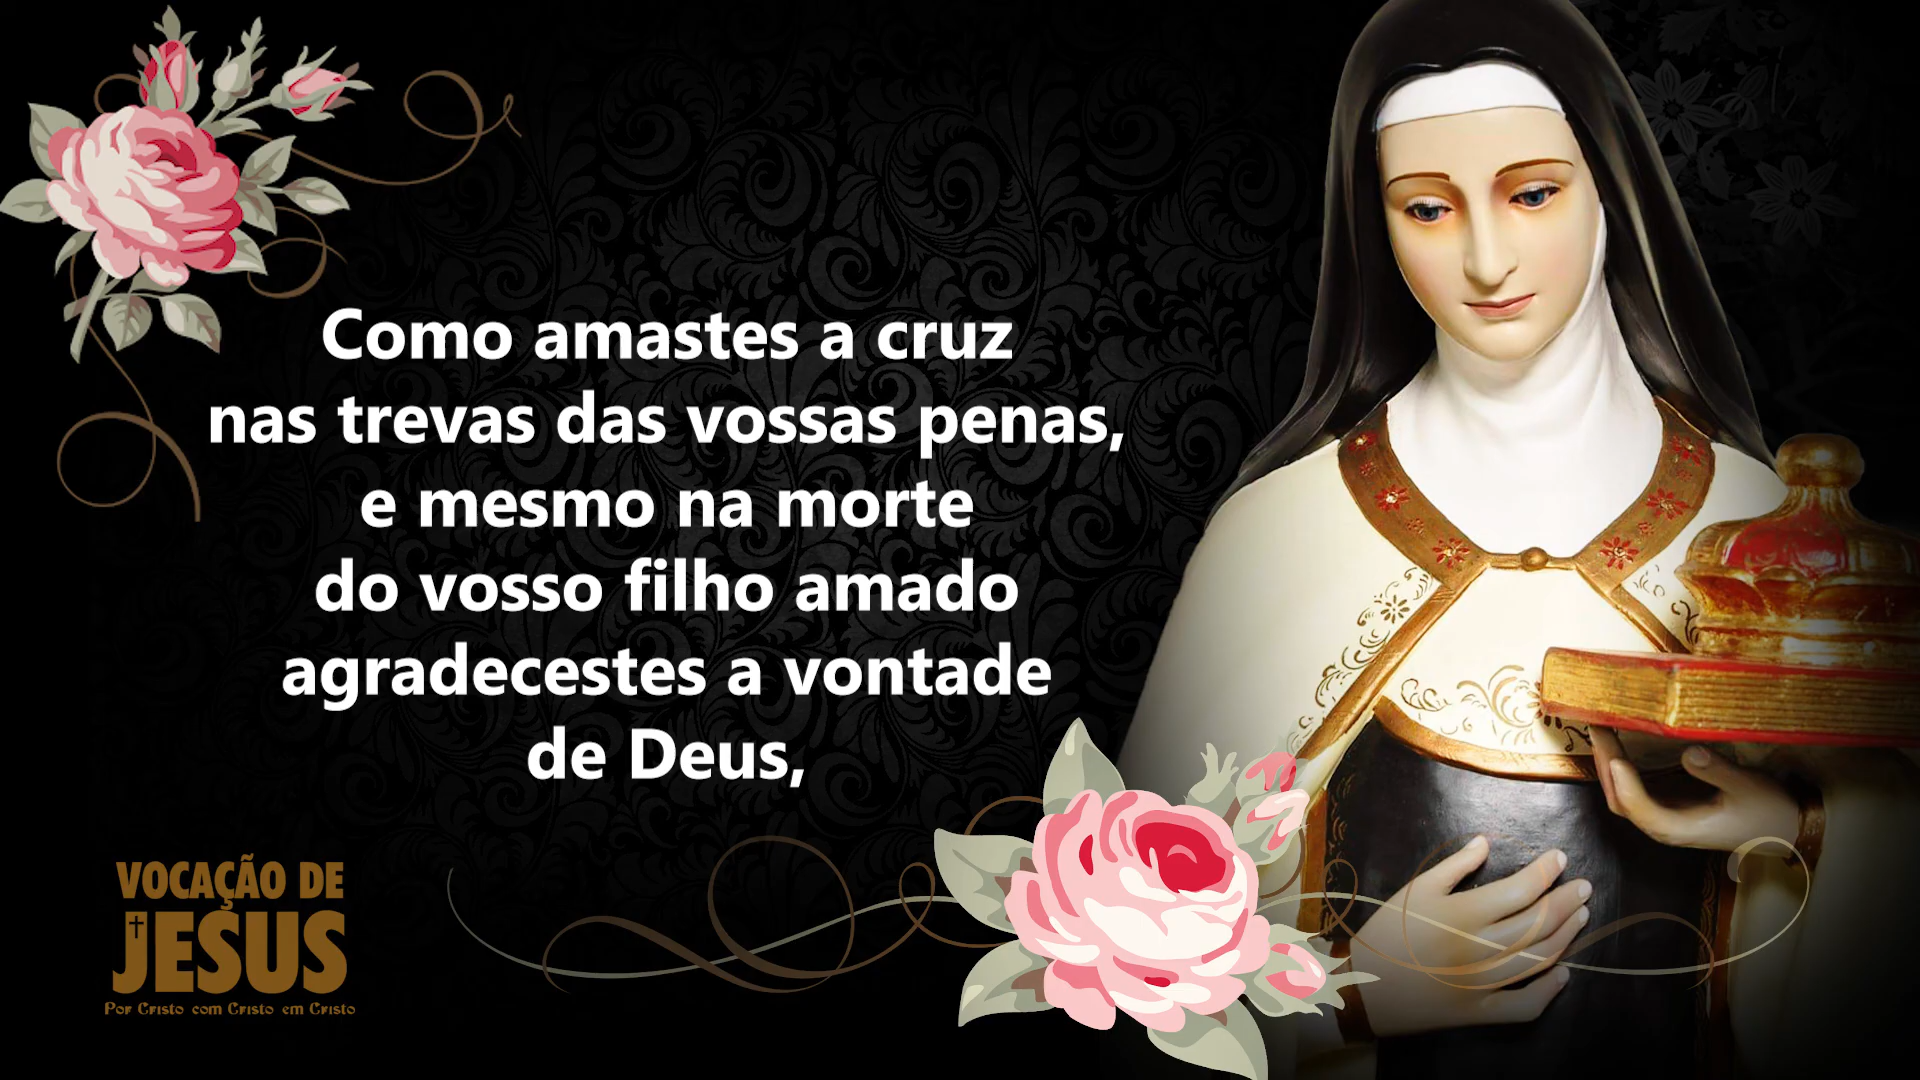 Como amastes a cruz
nas trevas das vossas penas,
e mesmo na morte
do vosso filho amado
agradecestes a vontade
de Deus,
VOCAÇÃO DE
JESUS
Por Cristo com Cristo em Cristo